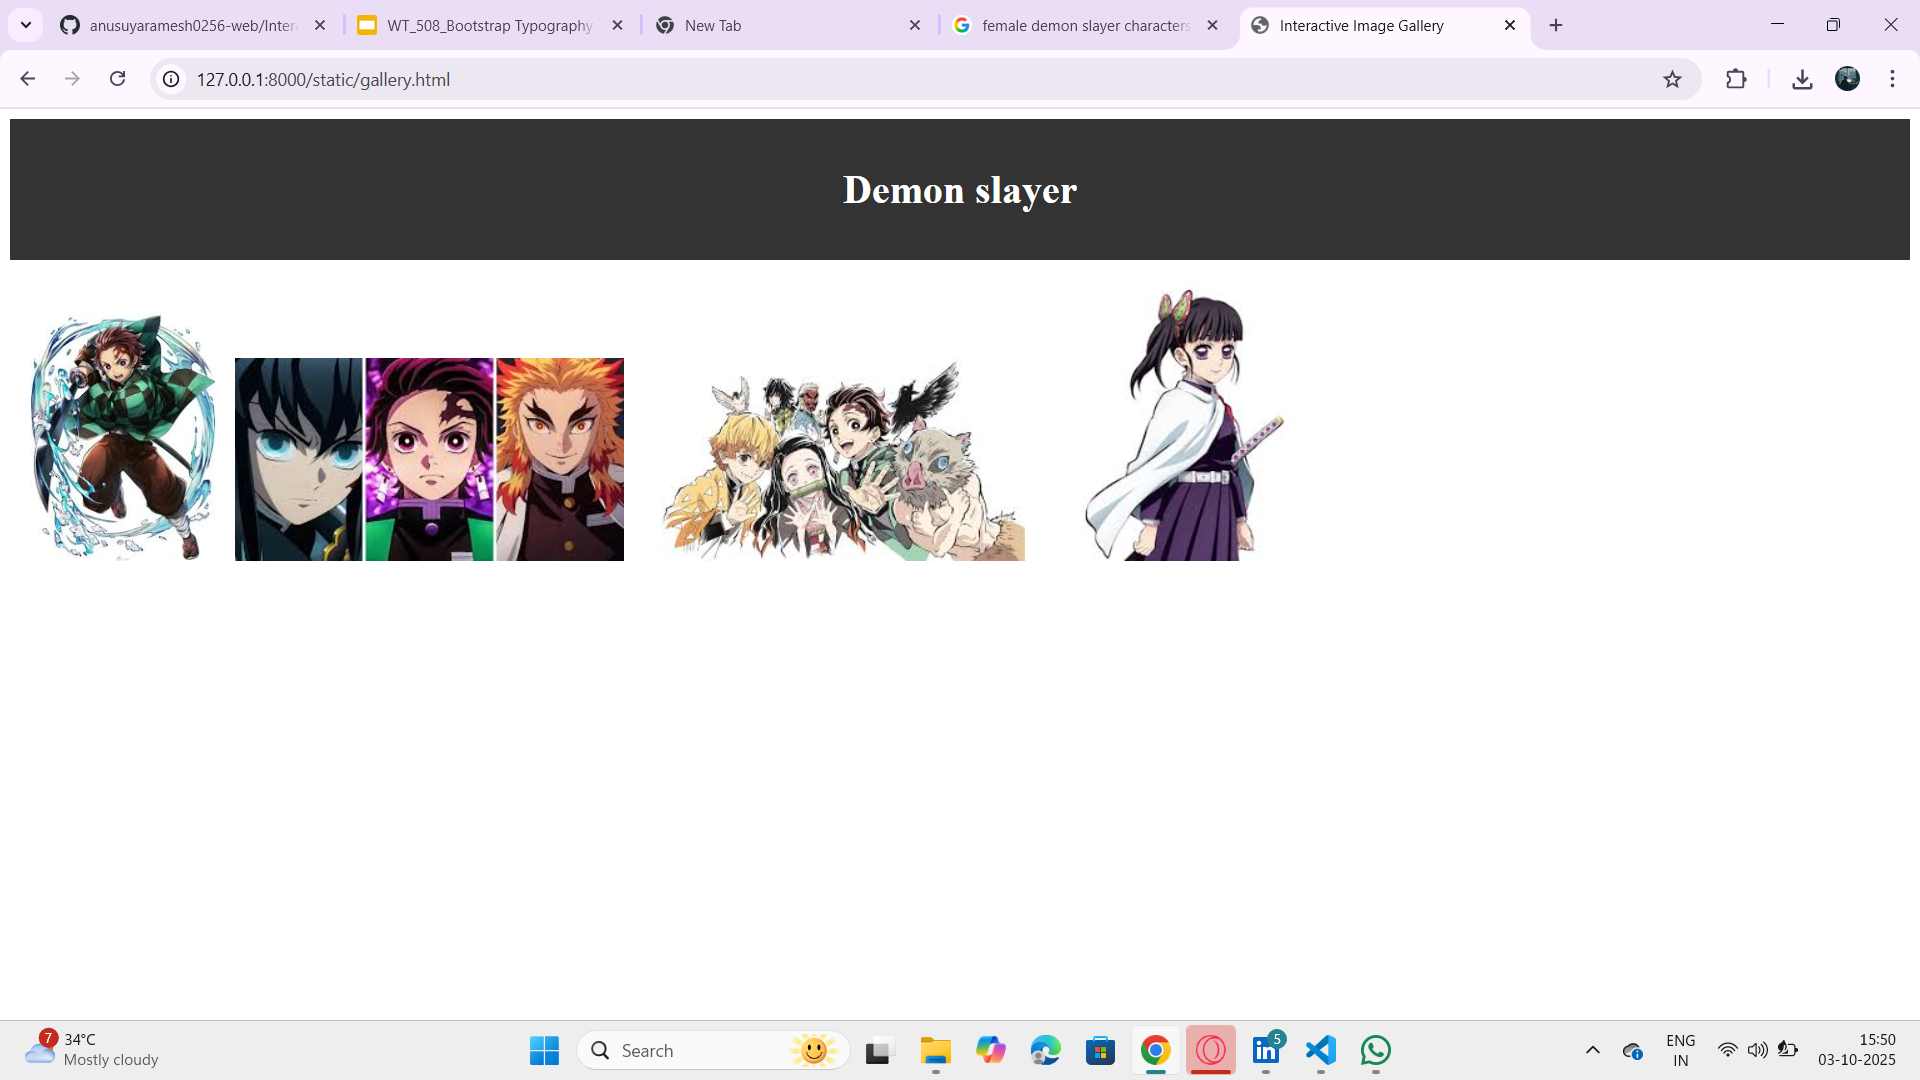 anusuyaramesh0256-web/Intera
WT_508_Bootstrap Typography
New Tab
female demon slayer characters
Interactive Image Gallery
127.0.0.1:8000/static/gallery.html
Demon slayer
7
34°C
Mostly cloudy
Search
5
ENG
IN
15:50
03-10-2025